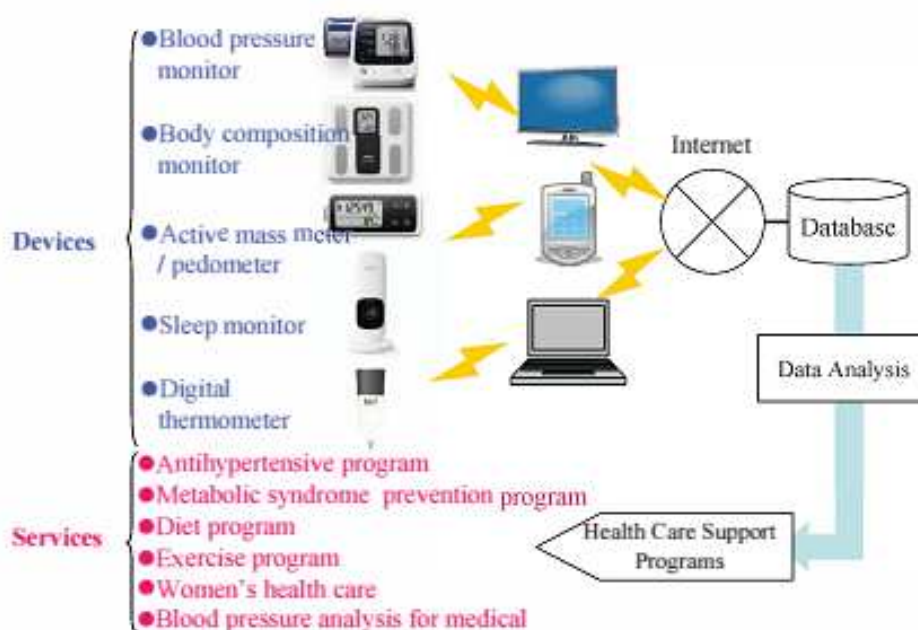 Devices
●Blood pressure
monitor
●Body composition
monitor
●Active mass meter
/ pedometer
●Sleep monitor
●Digital
thermometer
Internet
Database
Data Analysis
Health Care Support
Programs
Services
●Antihypertensive program
●Metabolic syndrome prevention program
●Diet program
●Exercise program
●Women's health care
●Blood pressure analysis for medical